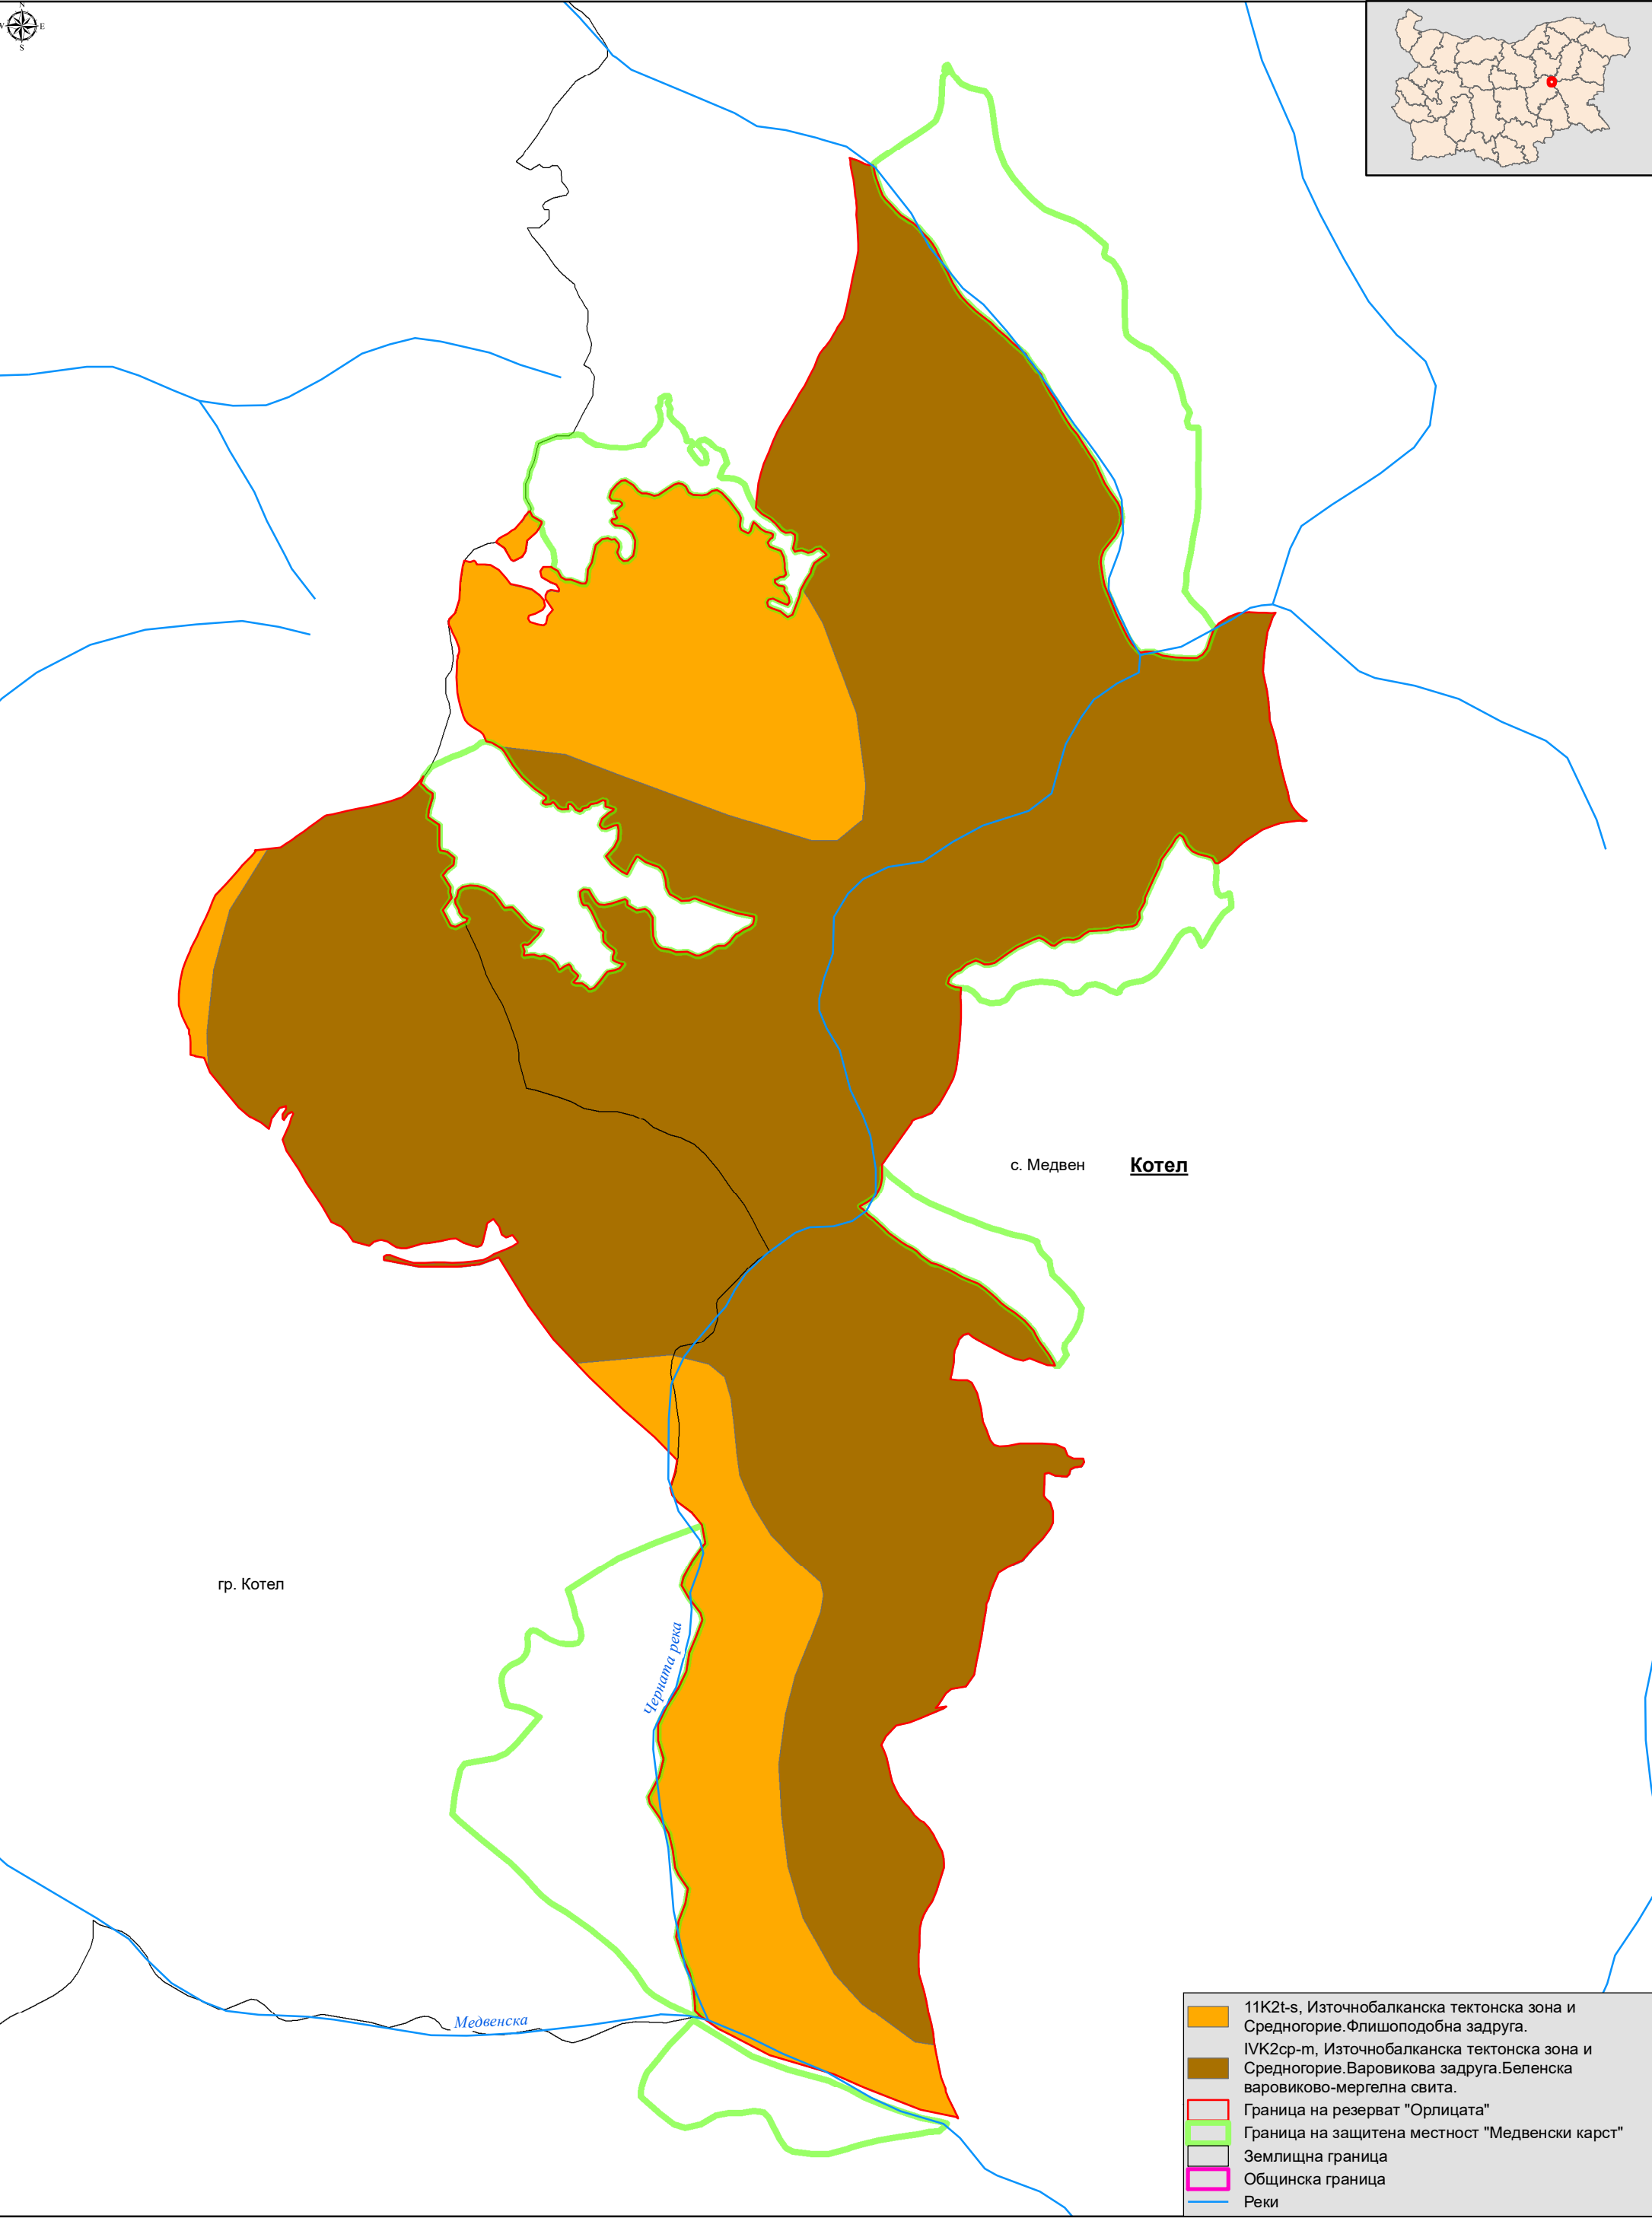 N
E
S
с. Медвен
Котел
гр. Котел
Черната река
Медвенска
11K2t-s, Източнобалканска тектонска зона и
Средногорие.Флишоподобна задруга.
IVK2cp-m, Източнобалканска тектонска зона и
Средногорие.Варовикова задруга.Беленска
варовиково-мергелна свита.
Граница на резерват "Орлицата"
Граница на защитена местност "Медвенски карст"
Землищна граница
Общинска граница
Реки